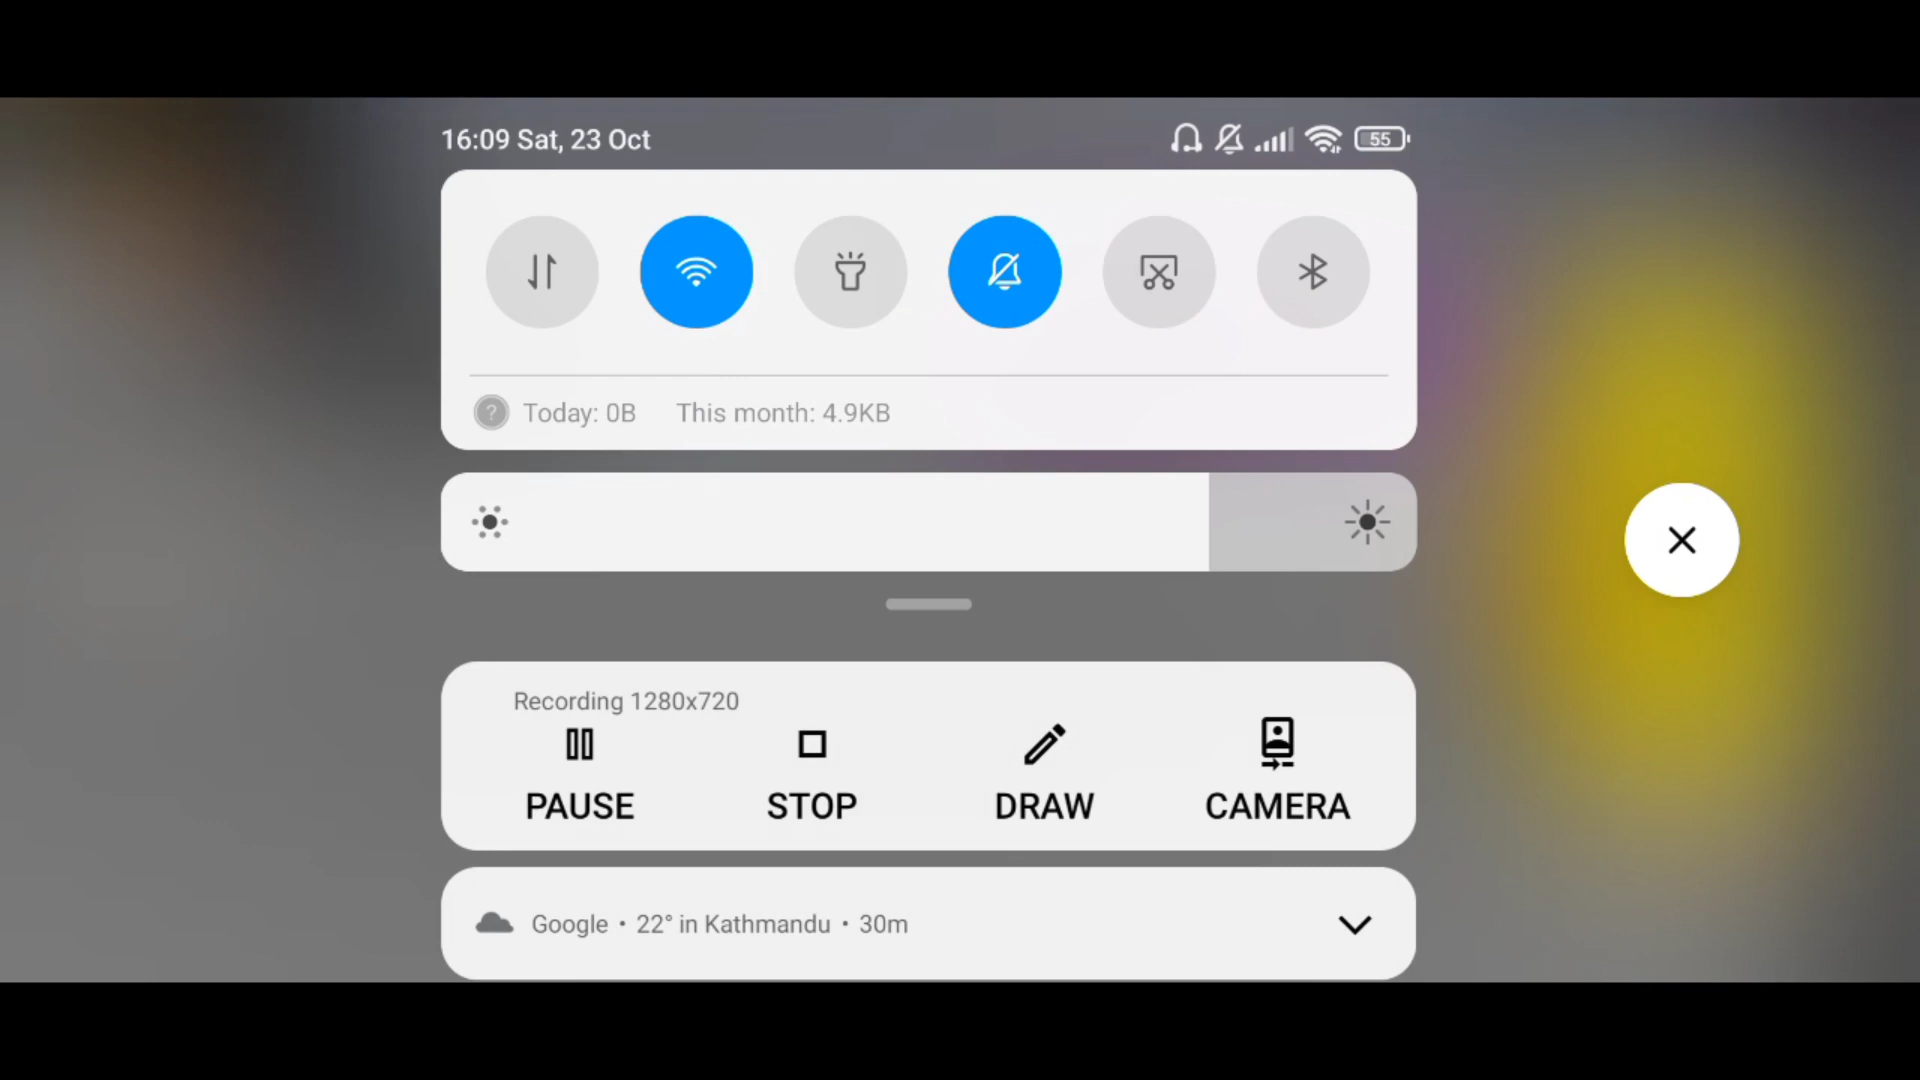 16:09 Sat, 23 Oct
55
? Today: 0B This month: 4.9KB
Recording 1280x720
PAUSE STOP DRAW CAMERA
Google • 22° in Kathmandu • 30m